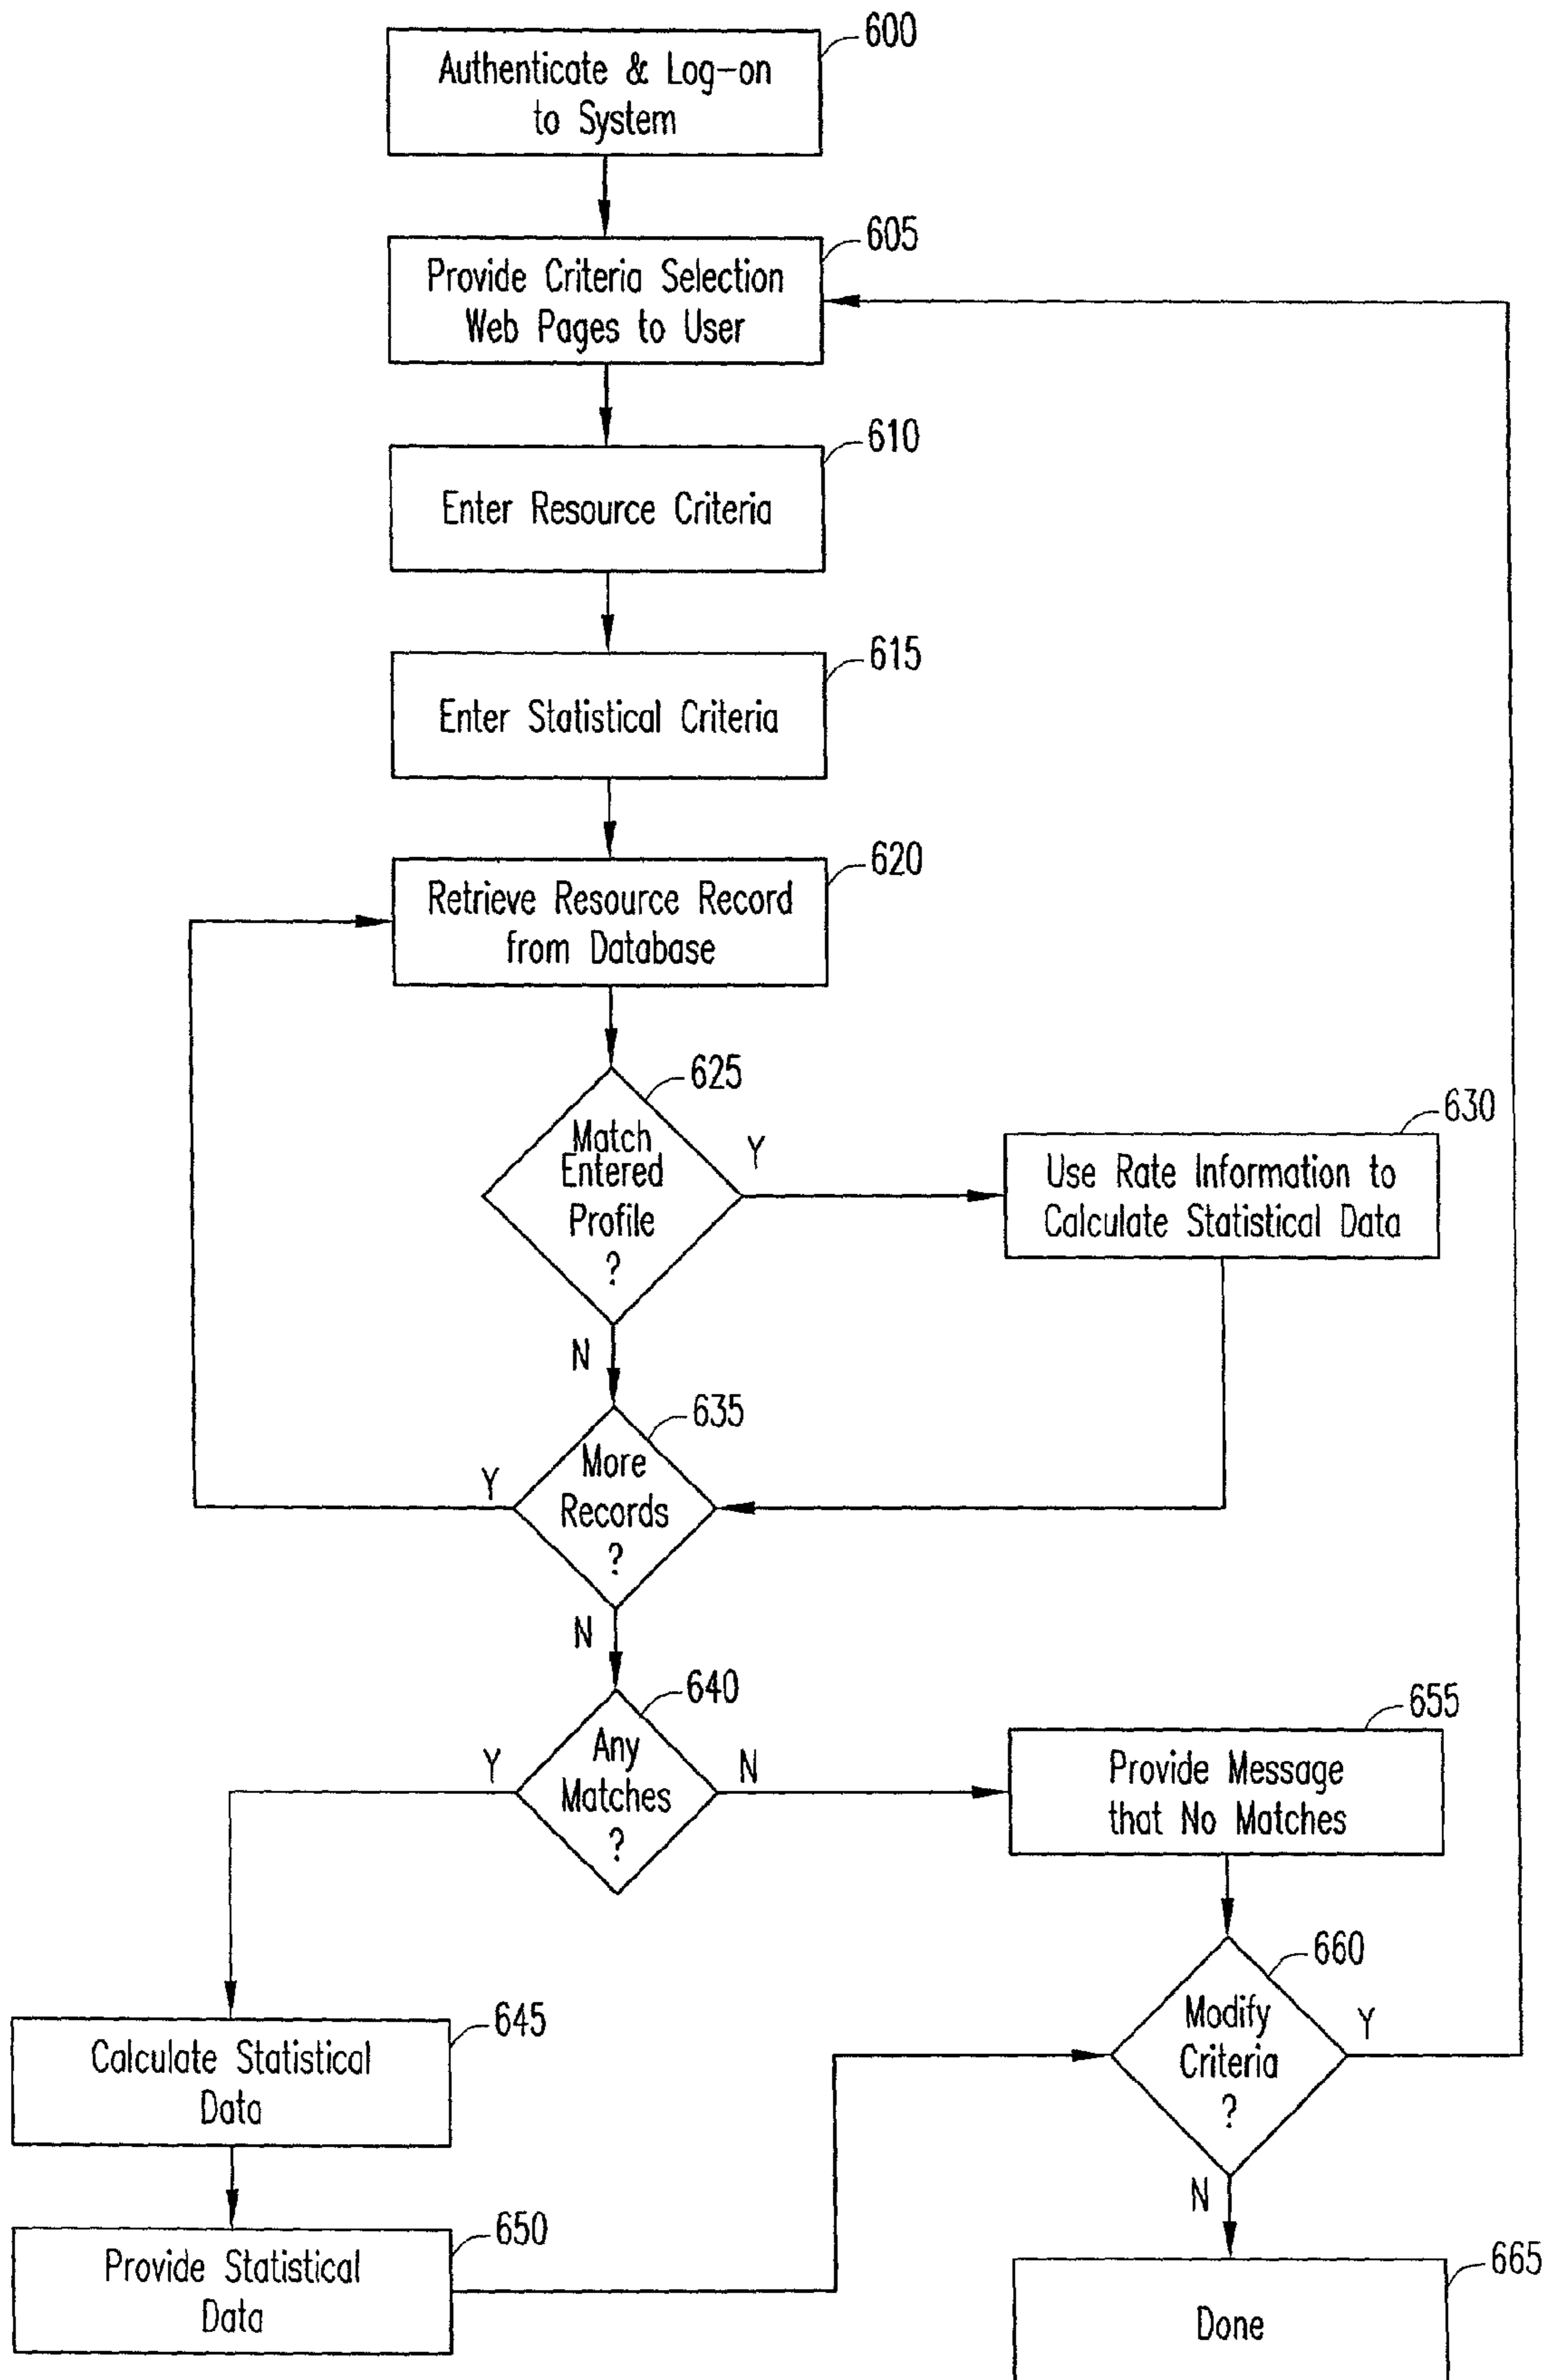 600
Authenticate & Log-on
to System
605
Provide Criteria Selection
Web Pages to User
610
Enter Resource Criteria
615
Enter Statistical Criteria
620
Retrieve Resource Record
from Database
625
Match
Entered
Profile
?
Y
N
630
Use Rate Information to
Calculate Statistical Data
635
More
Records
?
Y
N
640
Any
Matches
?
Y
N
655
Provide Message
that No Matches
660
Modify
Criteria
?
Y
N
645
Calculate Statistical
Data
650
Provide Statistical
Data
665
Done